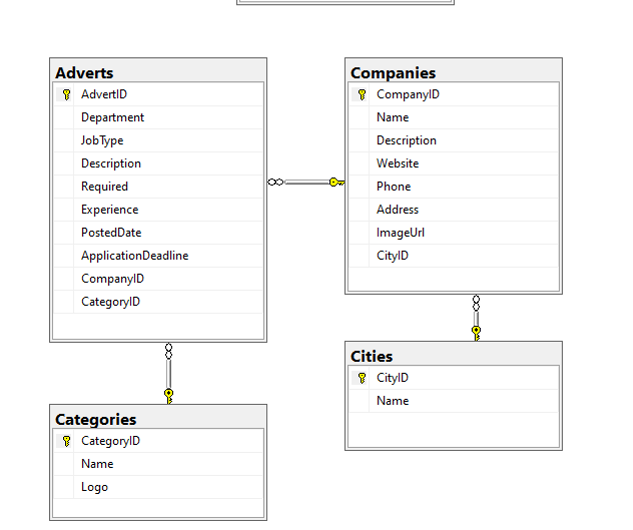 Adverts
AdvertID
Department
JobType
Description
Required
Experience
PostedDate
ApplicationDeadline
CompanyID
CategoryID
Companies
CompanyID
Name
Description
Website
Phone
Address
ImageUrl
CityID
Cities
CityID
Name
Categories
CategoryID
Name
Logo